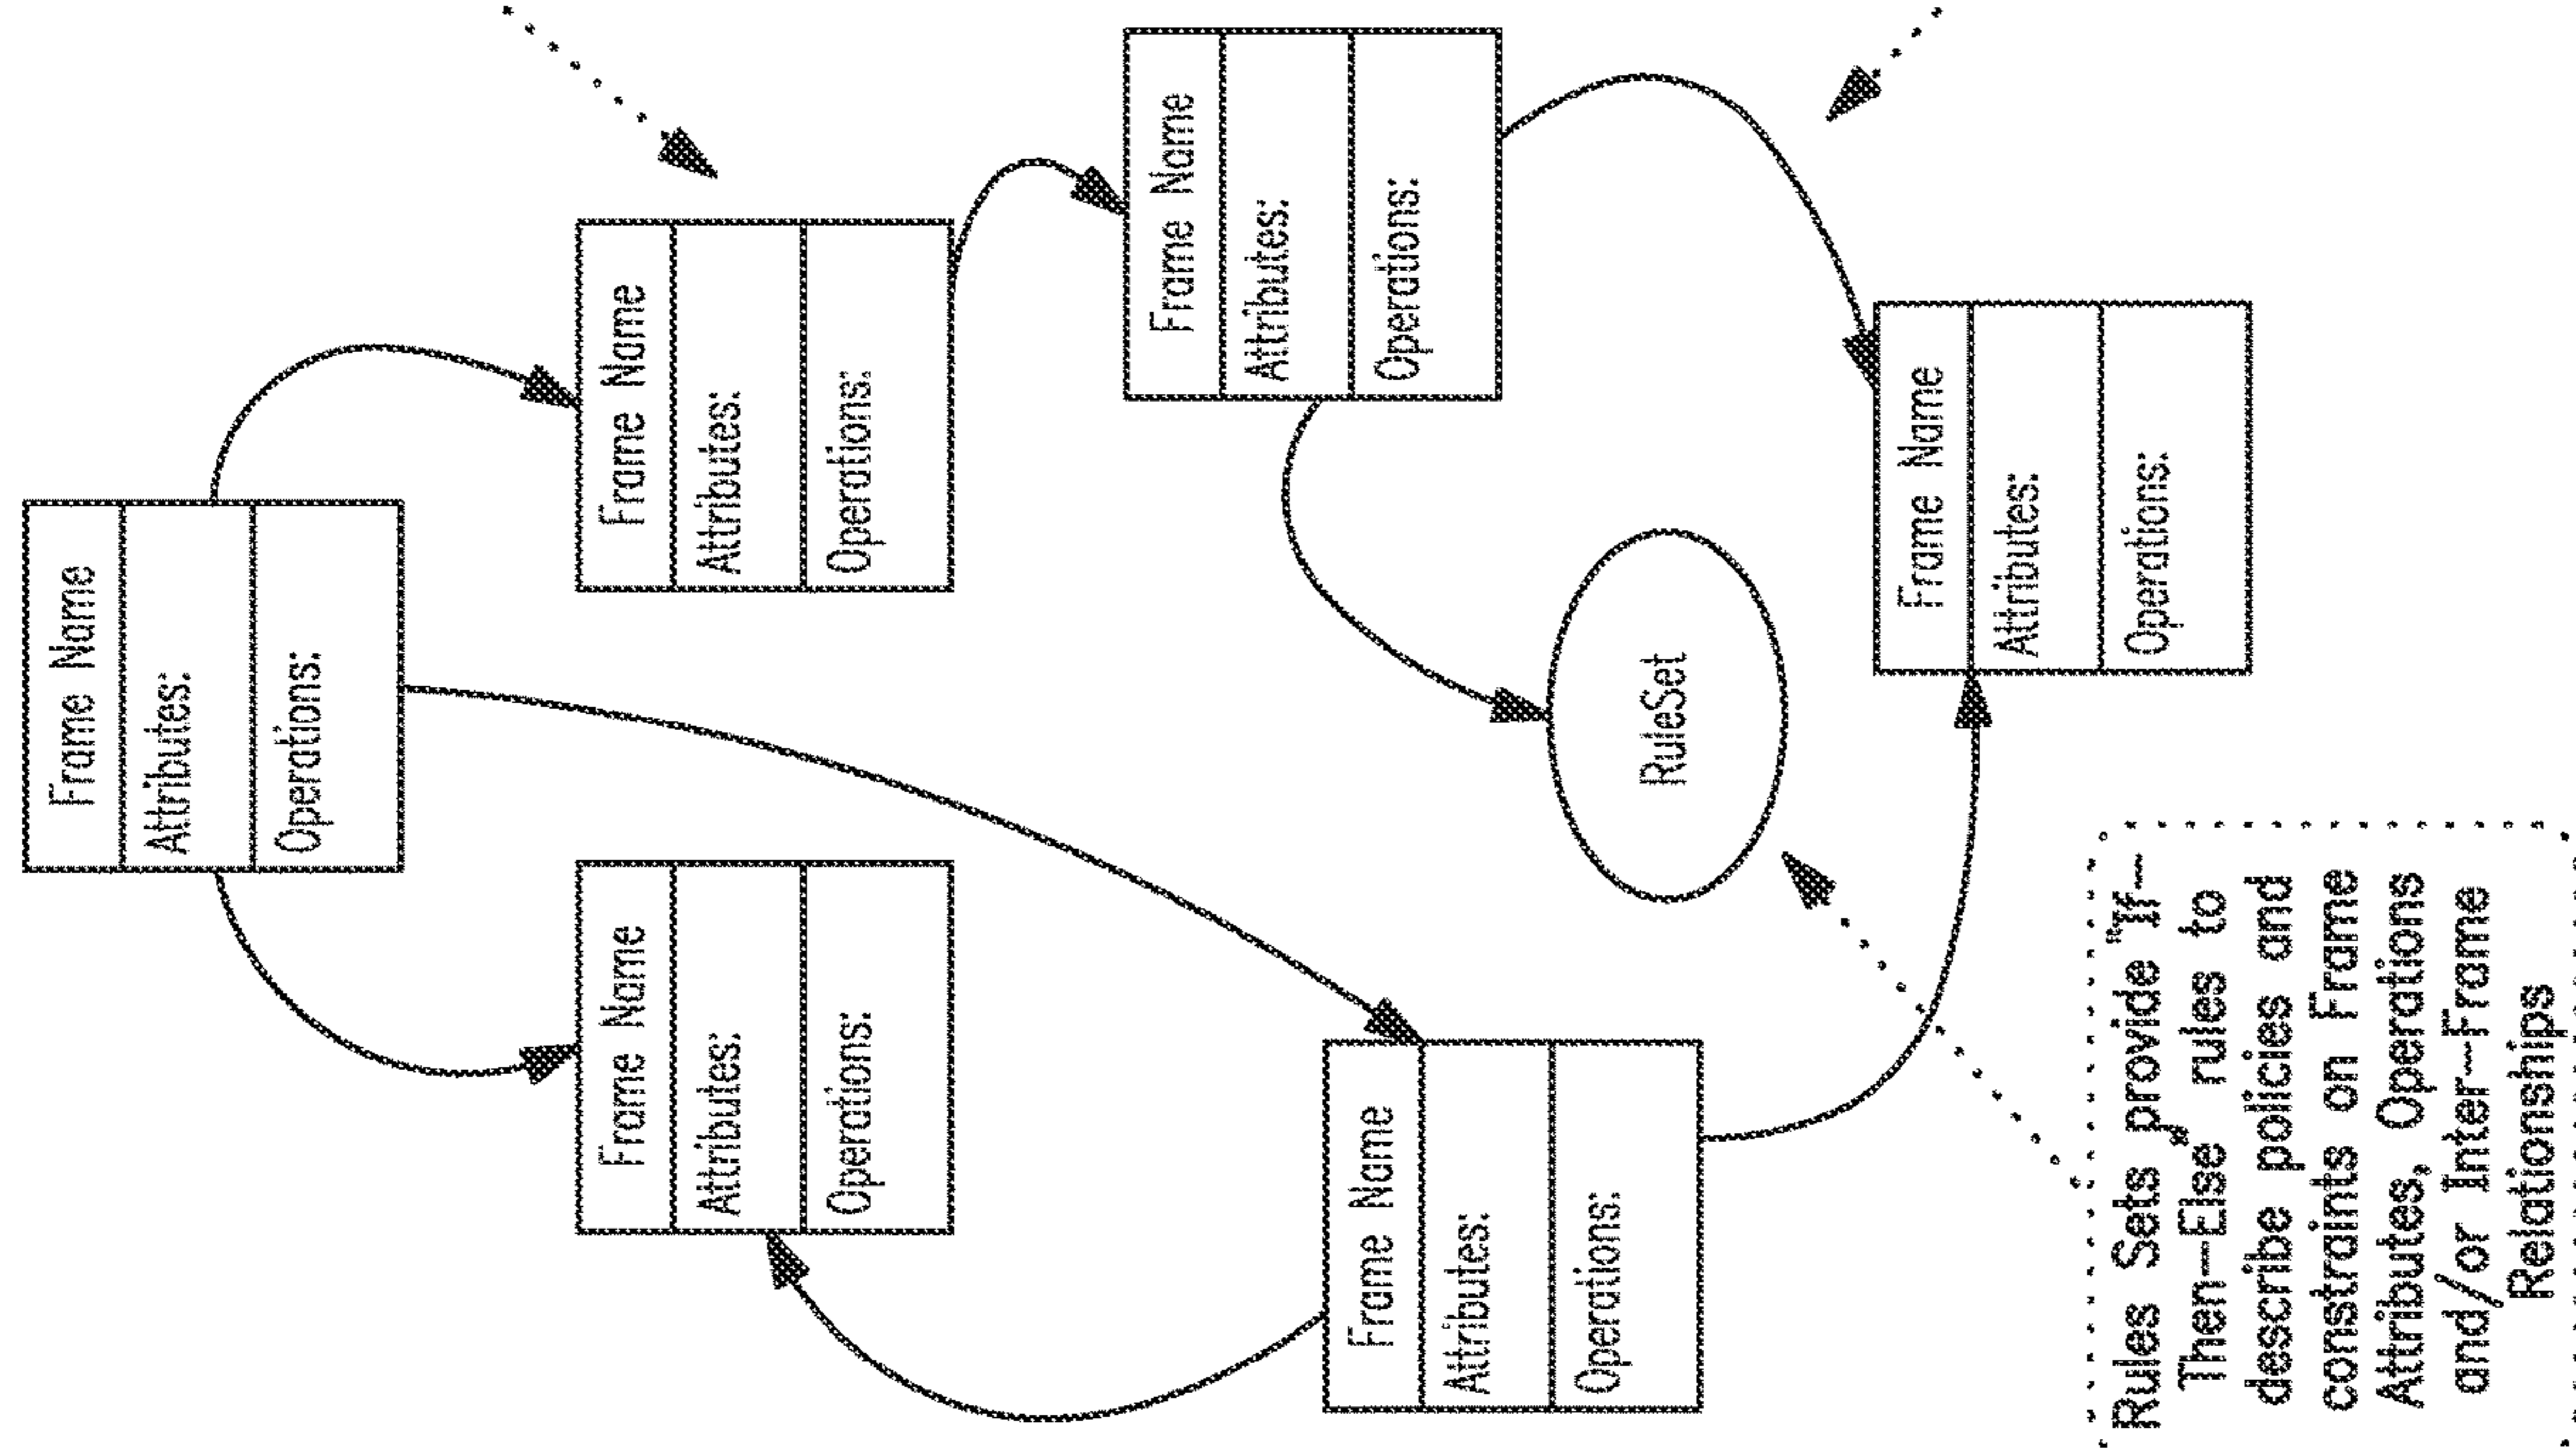 Frame Name
Attributes:
Operations:
Frame Name
Attributes:
Operations:
Frame Name
Attributes:
Operations:
Frame Name
Attributes:
Operations:
Frame Name
Attributes:
Operations:
RuleSet
Frame Name
Attributes:
Operations:
Rules Sets provide "If-
Then-Else" rules to
describe policies and
constraints on Frame
Attributes, Operations
and/or Inter-Frame
Relationships